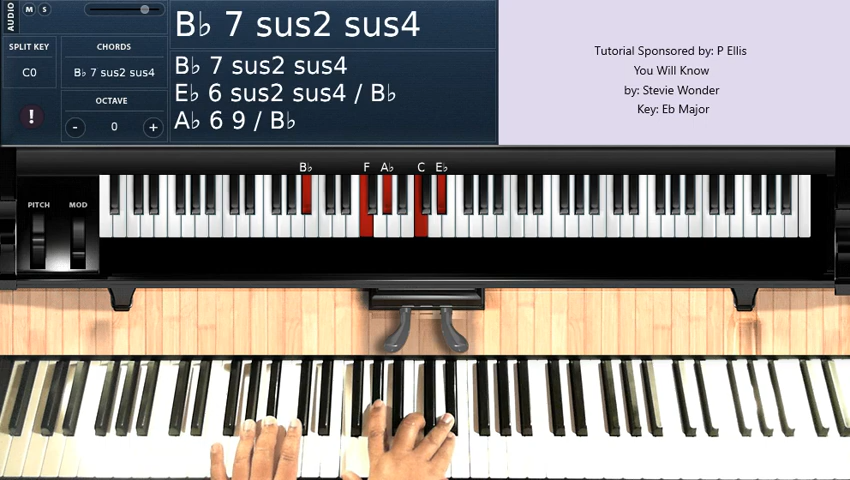 AUDIO
M S
B♭ 7 sus2 sus4
SPLIT KEY
C0
CHORDS
B♭ 7 sus2 sus4
OCTAVE
- 0 +
!
B♭ 7 sus2 sus4
E♭ 6 sus2 sus4 / B♭
A♭ 6 9 / B♭
Tutorial Sponsored by: P Ellis
You Will Know
by: Stevie Wonder
Key: Eb Major
B♭ F A♭ C E♭
PITCH MOD